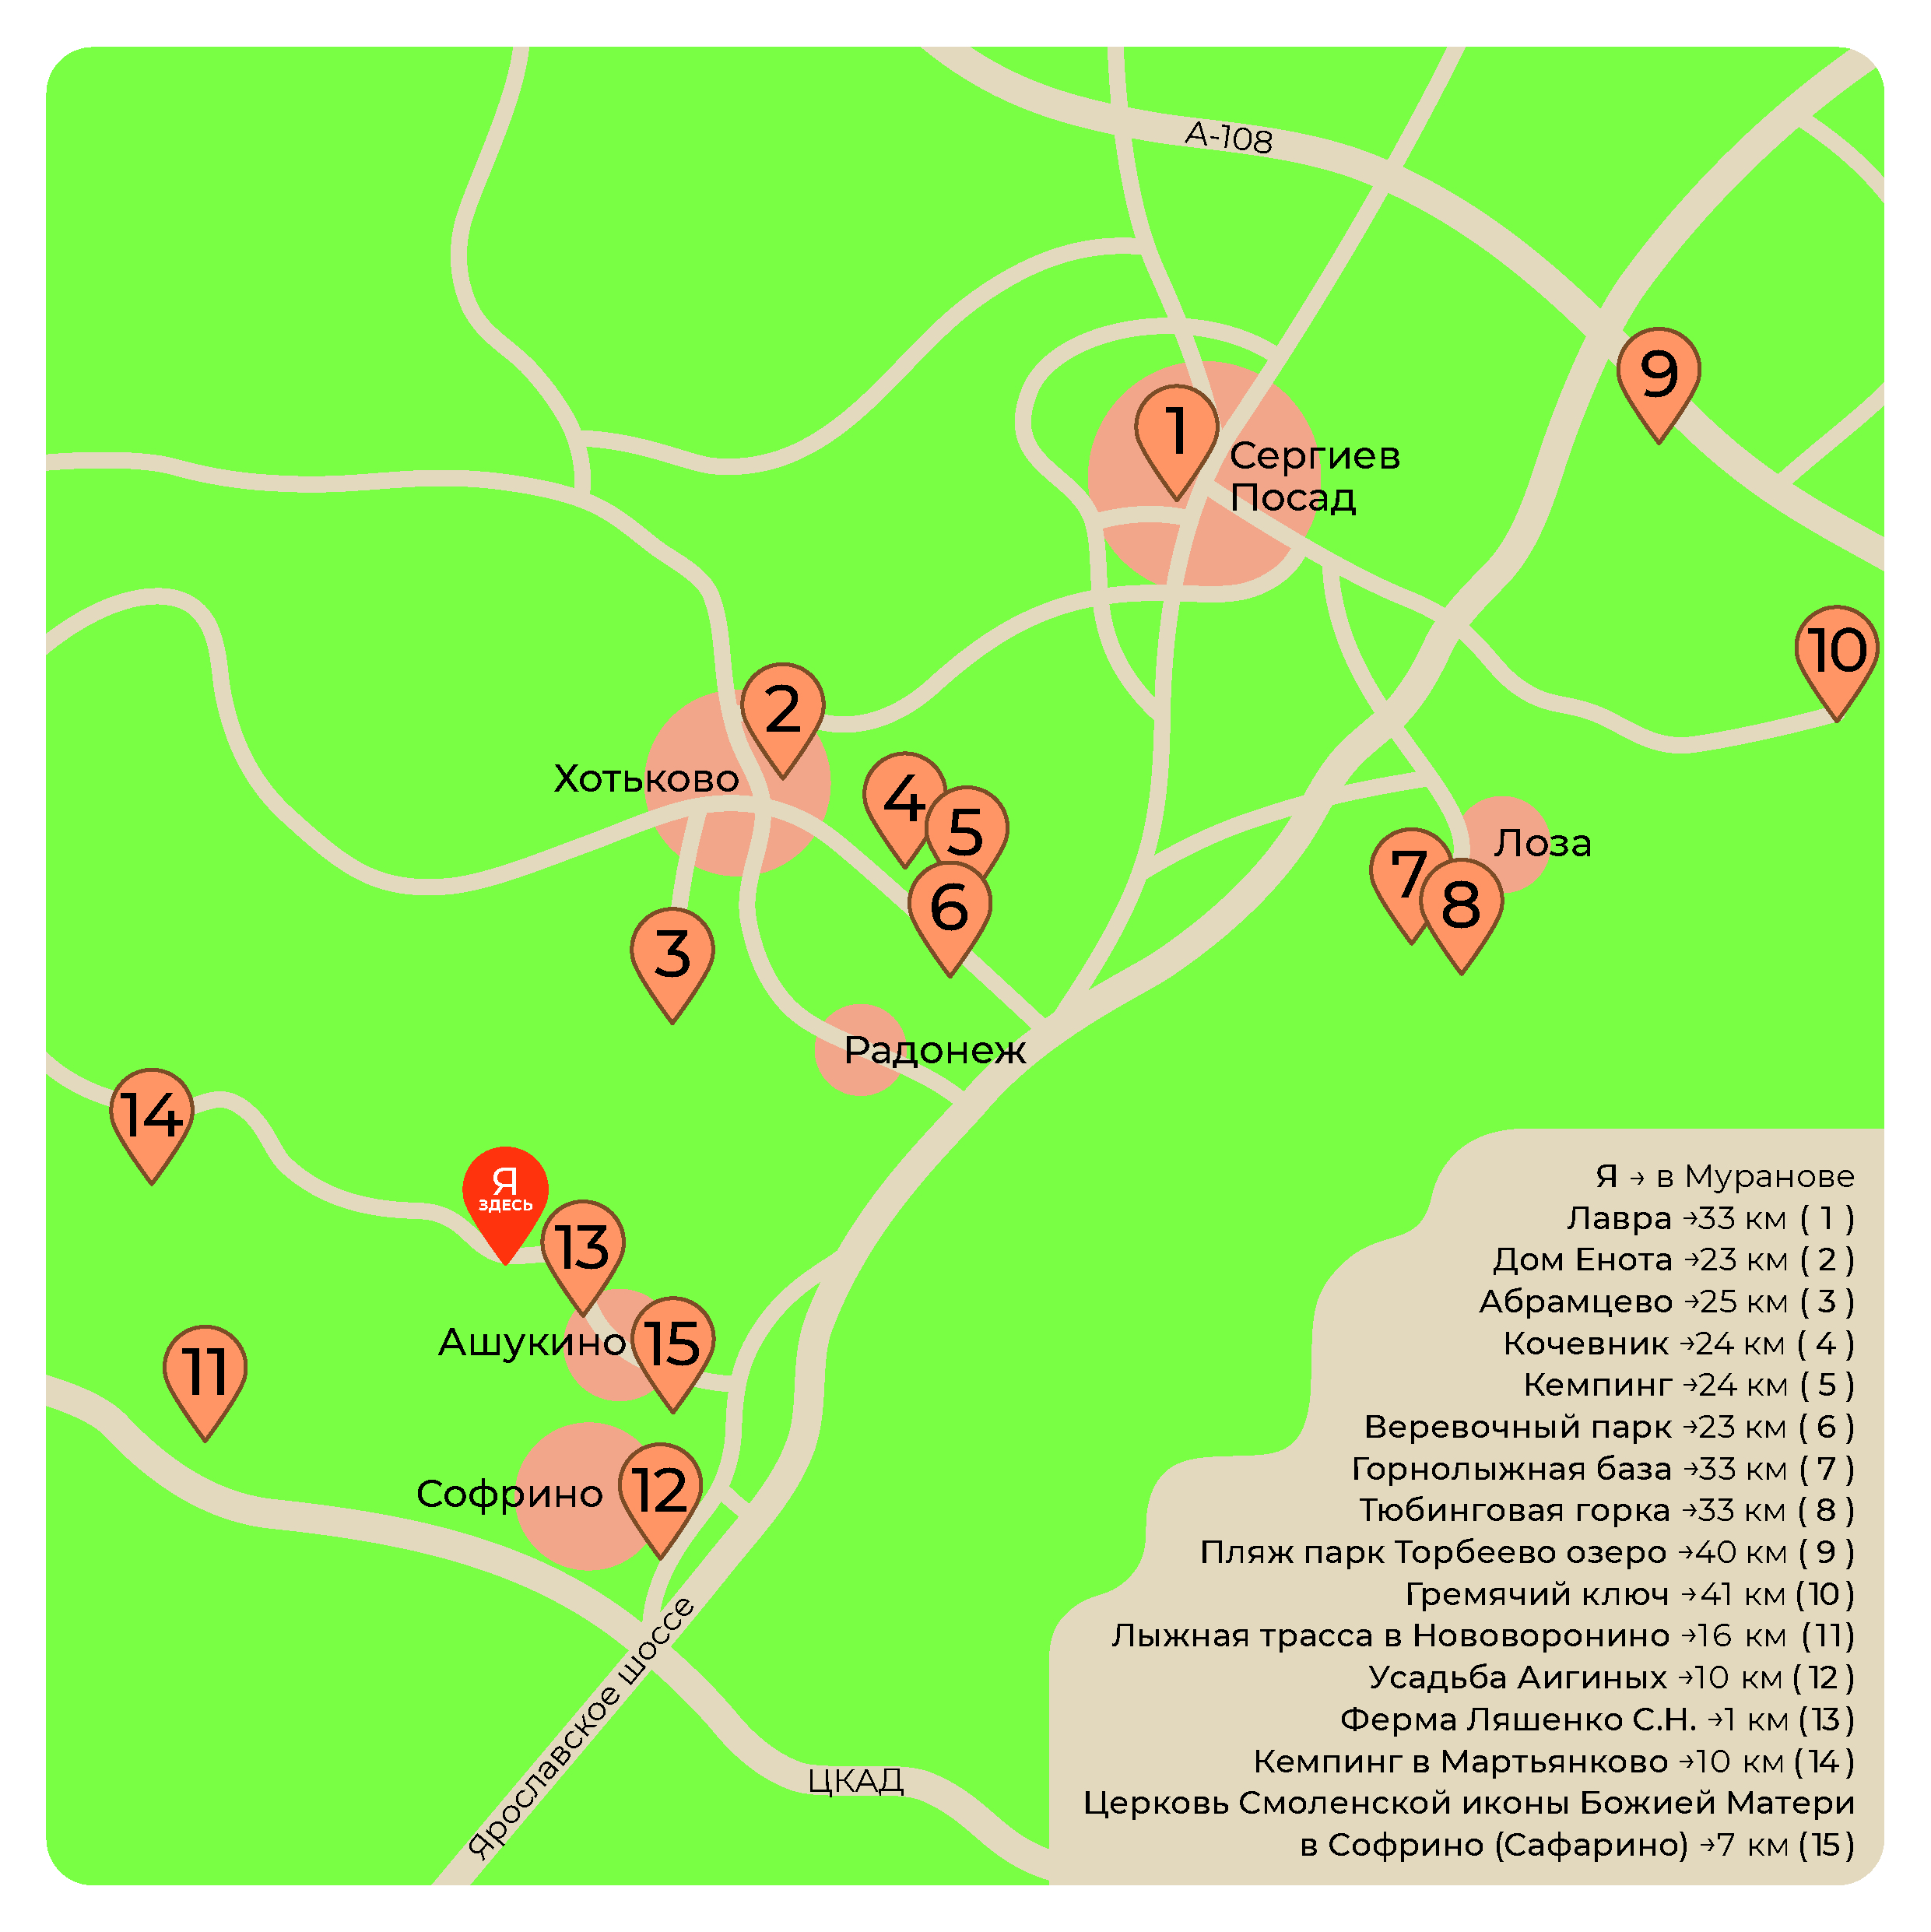 А-108
9
1
Сергиев
Посад
10
2
Хотьково
4
5
6
7
8
Лоза
3
Радонеж
14
Я
ЗДЕСЬ
13
Ашукино
15
11
Софрино
12
Ярославское шоссе
ЦКАД
Я → в Муранове
Лавра →33 км ( 1 )
Дом Енота →23 км ( 2 )
Абрамцево →25 км ( 3 )
Кочевник →24 км ( 4 )
Кемпинг →24 км ( 5 )
Веревочный парк →23 км ( 6 )
Горнолыжная база →33 км ( 7 )
Тюбинговая горка →33 км ( 8 )
Пляж парк Торбеево озеро →40 км ( 9 )
Гремячий ключ →41 км (10)
Лыжная трасса в Нововоронино →16 км (11)
Усадьба Аигиных →10 км (12)
Ферма Ляшенко С.Н. →1 км (13)
Кемпинг в Мартьянково →10 км (14)
Церковь Смоленской иконы Божией Матери
в Софрино (Сафарино) →7 км (15)